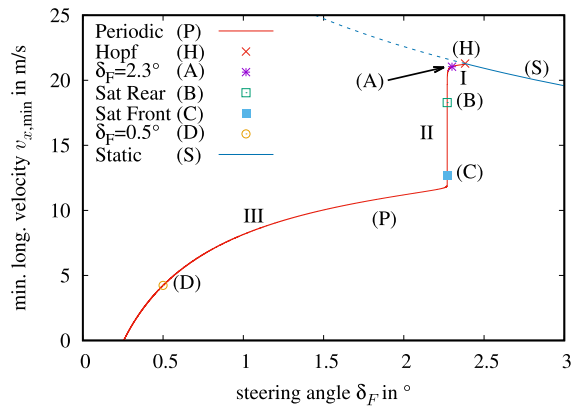 25
20
15
10
5
0
min. long. velocity v_x,min in m/s
Periodic (P)
Hopf (H)
δF=2.3° (A)
Sat Rear (B)
Sat Front (C)
δF=0.5° (D)
Static (S)
(H)
(S)
I
(A)
(B)
II
(C)
III
(P)
(D)
0 0.5 1 1.5 2 2.5 3
steering angle δF in °